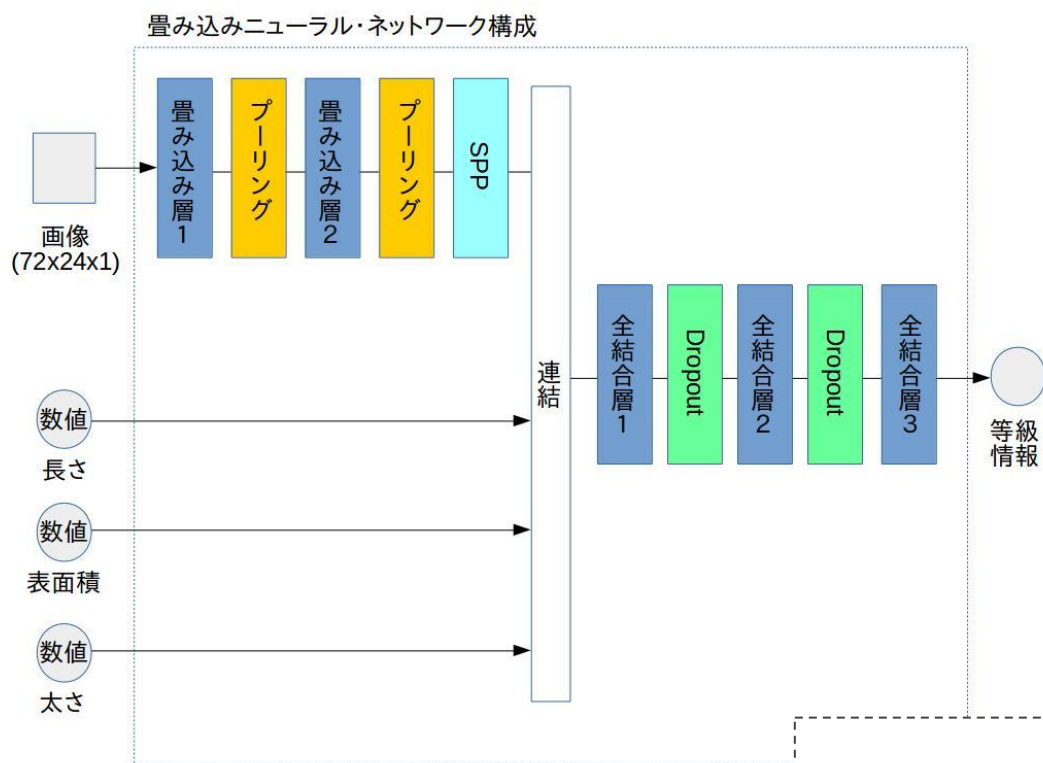 畳み込みニューラル・ネットワーク構成
画像
(72x24x1)
畳み込み層1
プーリング
畳み込み層2
プーリング
SPP
数値
長さ
数値
表面積
数値
太さ
連結
全結合層1
Dropout
全結合層2
Dropout
全結合層3
等級
情報